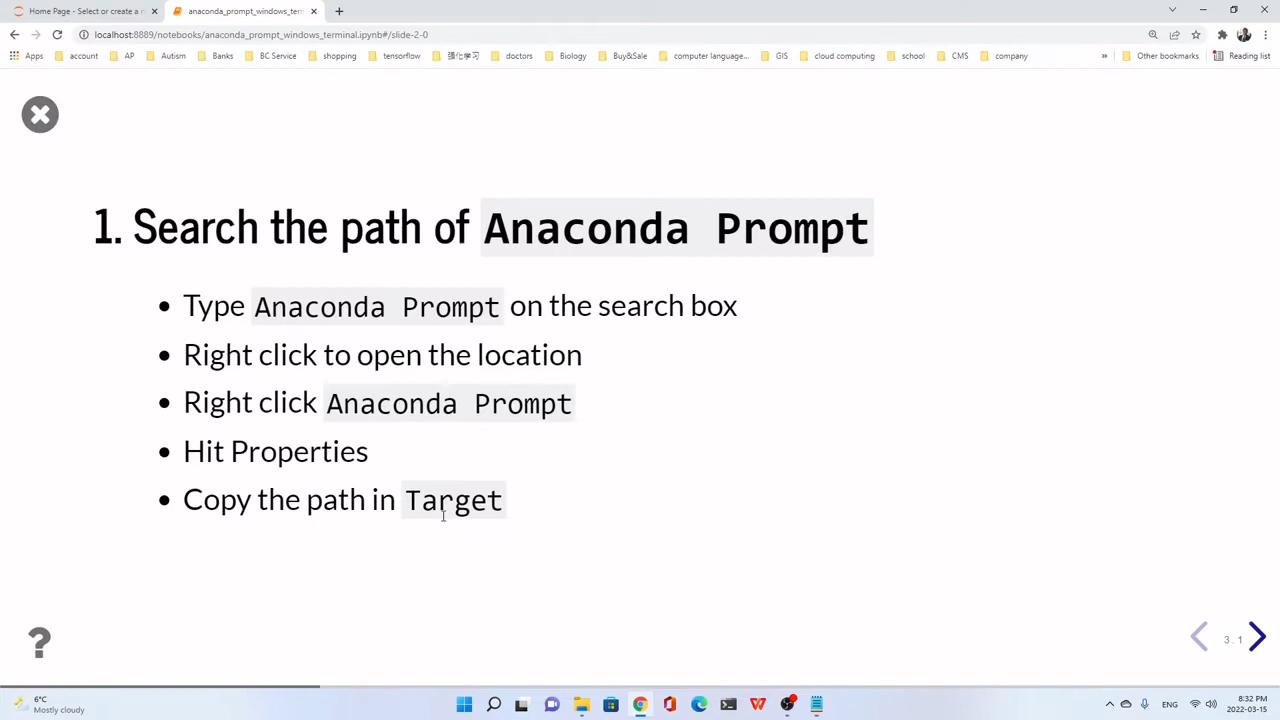 Home Page - Select or create a n
anaconda_prompt_windows_term
localhost:8889/notebooks/anaconda_prompt_windows_terminal.ipynb#/slide-2-0
Apps account AP Autism Banks BC Service shopping tensorflow 强化学习 doctors Biology Buy&Sale computer language... GIS cloud computing school CMS company » Other bookmarks Reading list
1. Search the path of Anaconda Prompt
• Type Anaconda Prompt on the search box
• Right click to open the location
• Right click Anaconda Prompt
• Hit Properties
• Copy the path in Target
?
3.1
6°C
Mostly cloudy
ENG
8:32 PM
2022-03-15